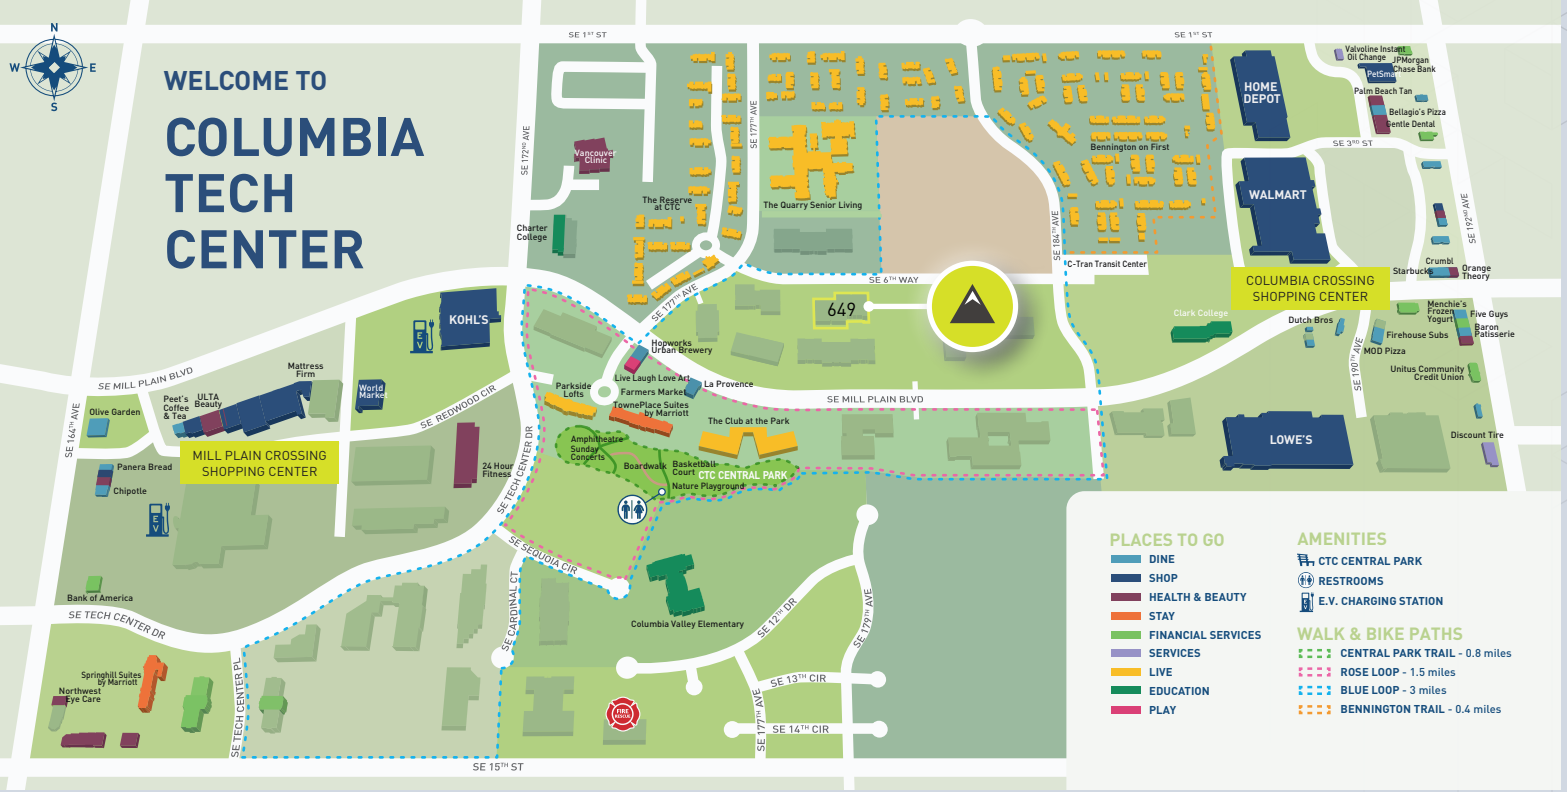 N
W
E
S
WELCOME TO
COLUMBIA
TECH
CENTER
SE 1ST ST
SE 1ST ST
SE 172ND AVE
SE 177TH AVE
Vancouver
Clinic
Charter
College
The Reserve
at CTC
The Quarry Senior Living
Bennington on First
HOME
DEPOT
Valvoline Instant
Oil Change
JPMorgan
Chase Bank
PetSmart
Palm Beach Tan
Bellagio's Pizza
Gentle Dental
SE 3RD ST
WALMART
SE 192ND AVE
SE 184TH AVE
C-Tran Transit Center
SE 6TH WAY
SE 177TH AVE
649
COLUMBIA CROSSING
SHOPPING CENTER
Crumbl
Starbucks
Orange
Theory
Menchie's
Frozen
Yogurt
Five Guys
Baron
Patisserie
Clark College
Dutch Bros
Firehouse Subs
MOD Pizza
SE 190TH AVE
Unitus Community
Credit Union
LOWE'S
Discount Tire
KOHL'S
EV
SE MILL PLAIN BLVD
Mattress
Firm
World
Market
SE REDWOOD CIR
Peet's
Coffee
& Tea
ULTA
Beauty
Olive Garden
SE 164TH AVE
MILL PLAIN CROSSING
SHOPPING CENTER
Panera Bread
Chipotle
EV
24 Hour
Fitness
SE TECH CENTER DR
Hopworks
Urban Brewery
Live Laugh Love Art
La Provence
Farmers Market
Parkside
Lofts
TownePlace Suites
by Marriott
SE MILL PLAIN BLVD
The Club at the Park
Amphitheatre
Sunday
Concerts
Boardwalk
Basketball
Court
CTC CENTRAL PARK
Nature Playground
SE SEQUOIA CIR
SE CARDINAL CT
Bank of America
SE TECH CENTER DR
Columbia Valley Elementary
SE 12TH DR
SE 179TH AVE
Springhill Suites
by Marriott
Northwest
Eye Care
SE TECH CENTER PL
FIRE
RESCUE
SE 13TH CIR
SE 177TH AVE
SE 14TH CIR
SE 15TH ST
PLACES TO GO
DINE
SHOP
HEALTH & BEAUTY
STAY
FINANCIAL SERVICES
SERVICES
LIVE
EDUCATION
PLAY
AMENITIES
CTC CENTRAL PARK
RESTROOMS
E.V. CHARGING STATION
WALK & BIKE PATHS
CENTRAL PARK TRAIL - 0.8 miles
ROSE LOOP - 1.5 miles
BLUE LOOP - 3 miles
BENNINGTON TRAIL - 0.4 miles